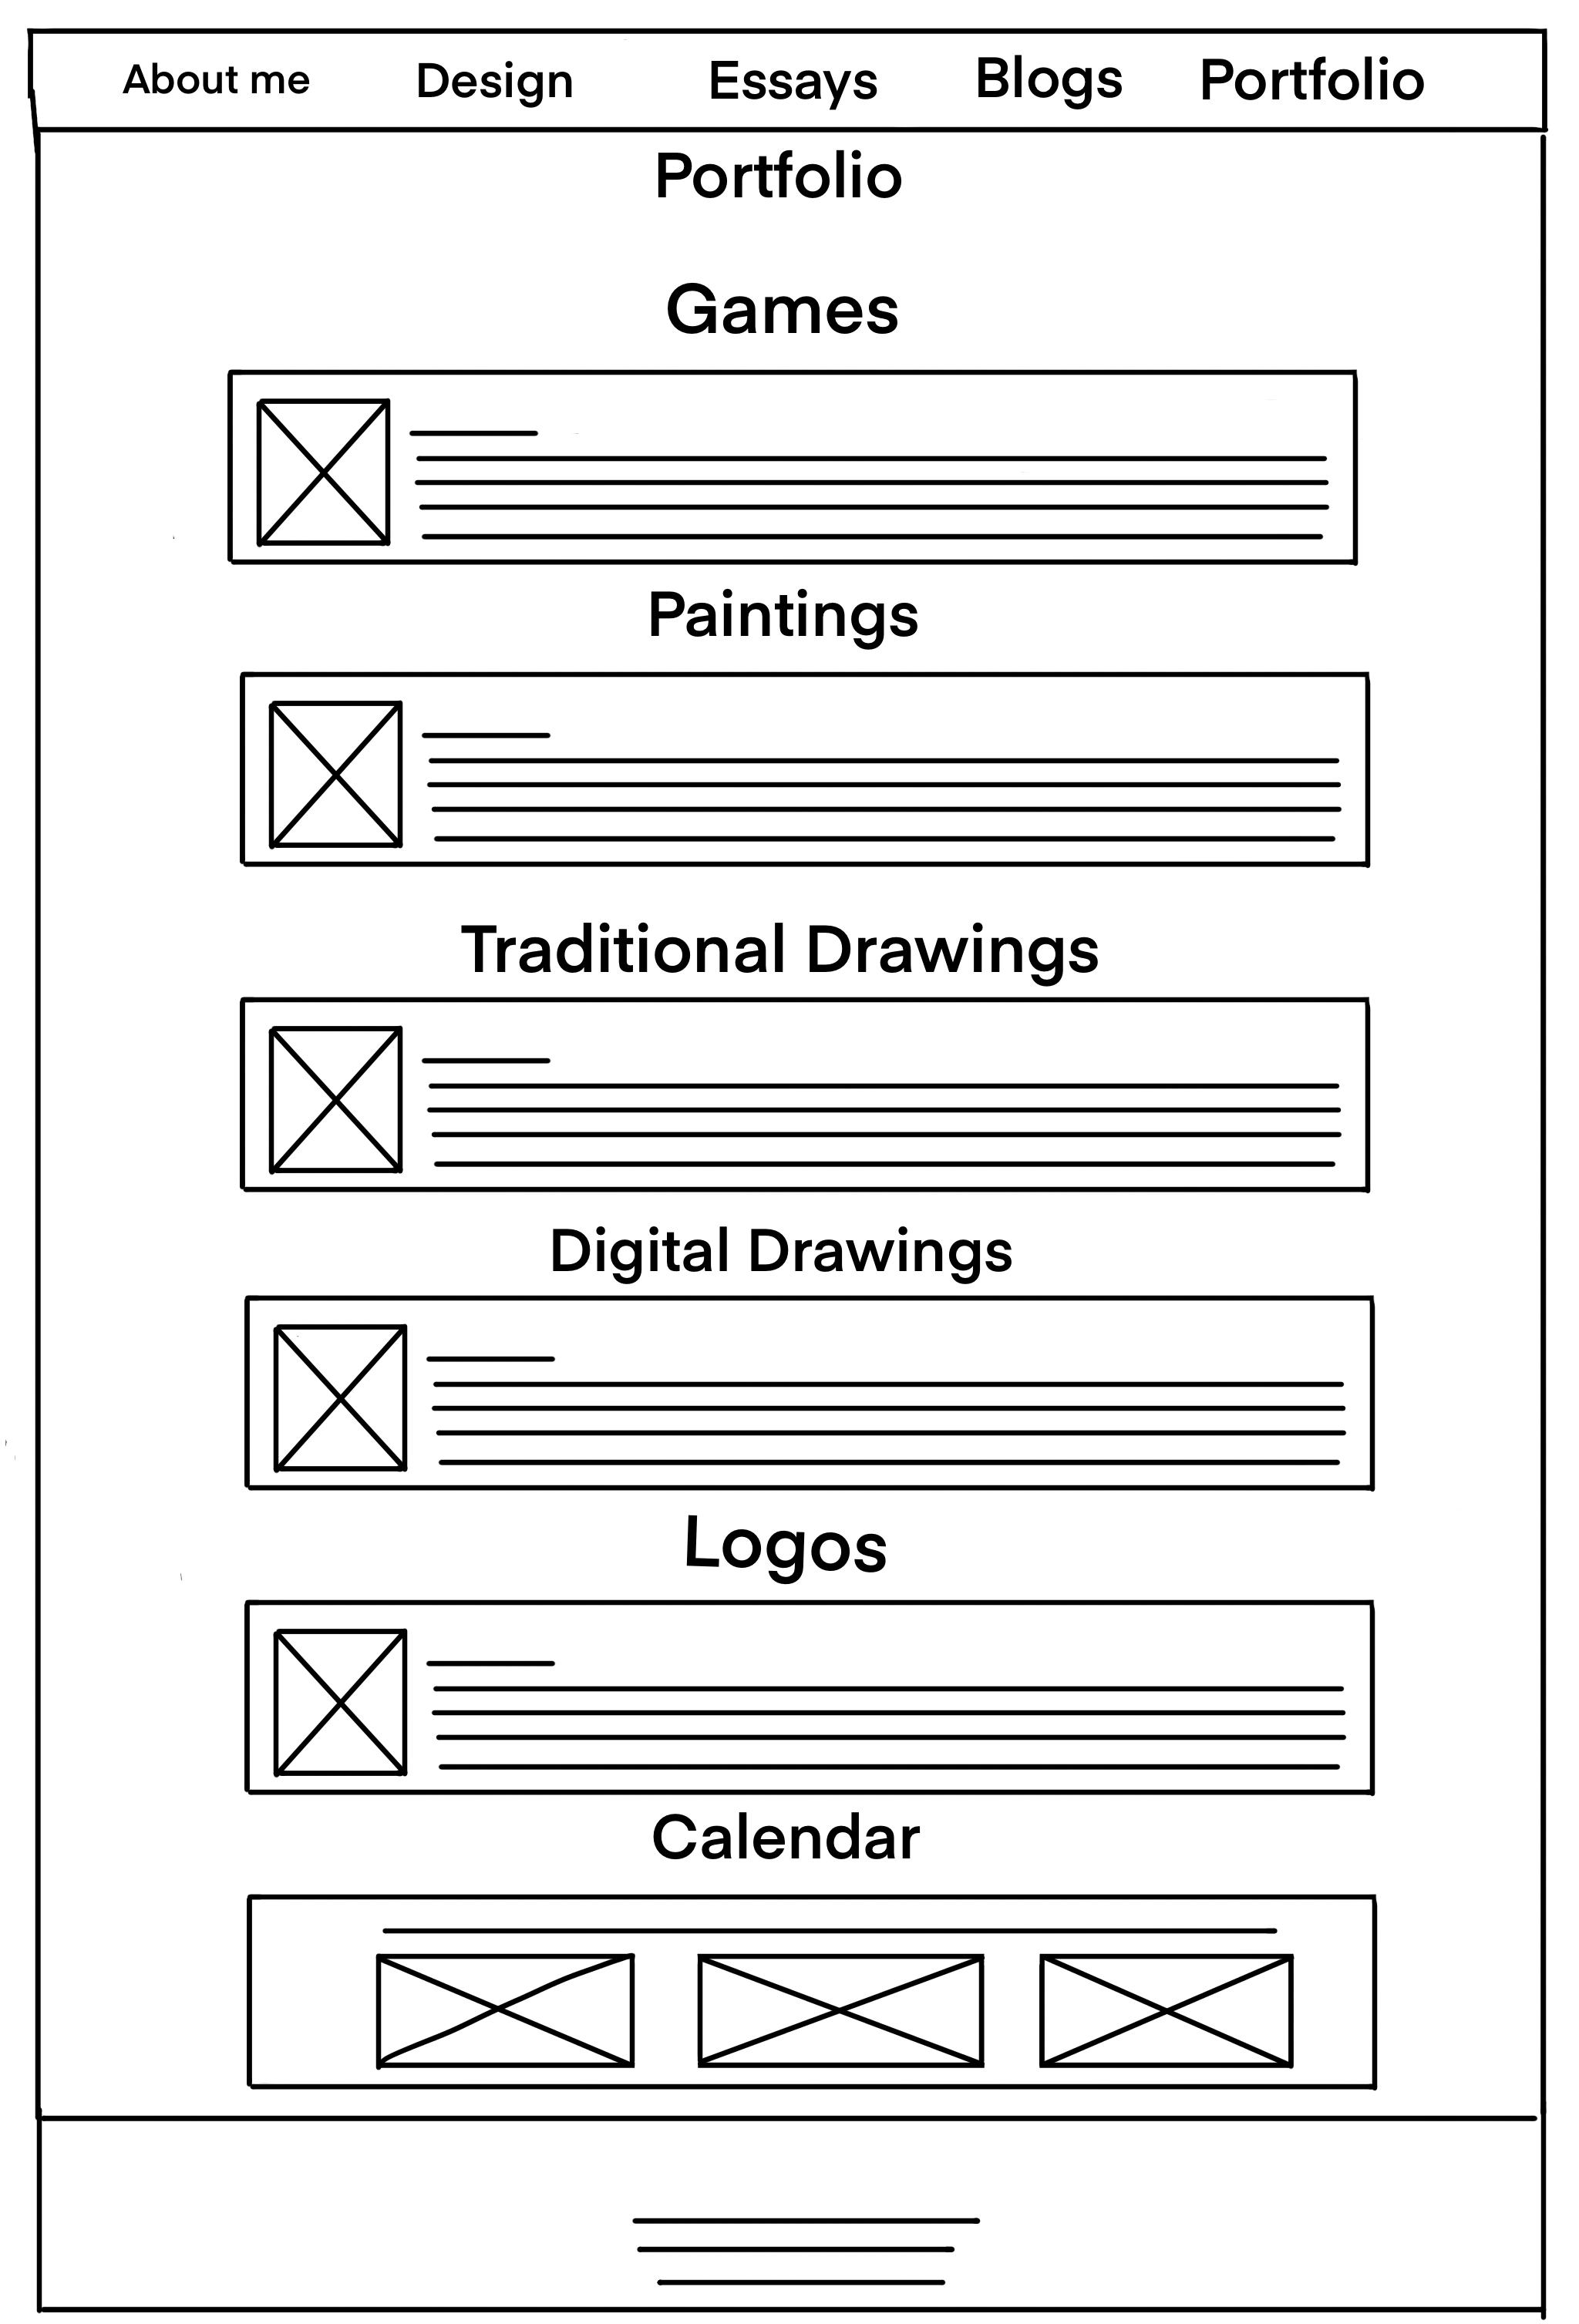 About me Design Essays Blogs Portfolio
Portfolio
Games
Paintings
Traditional Drawings
Digital Drawings
Logos
Calendar